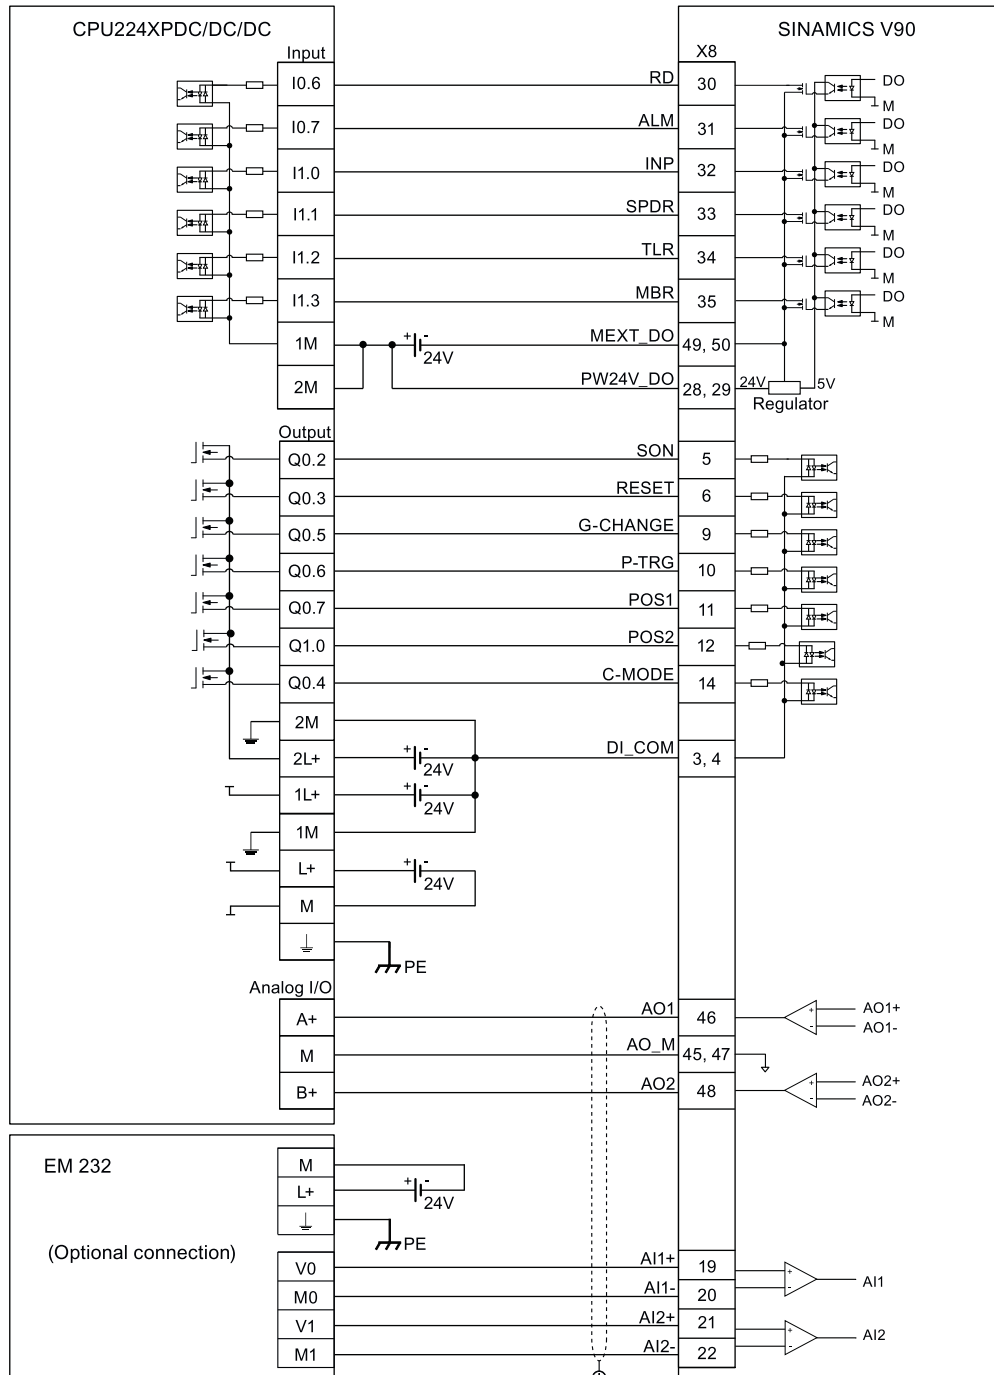 CPU224XPDC/DC/DC SINAMICS V90
Input X8
I0.6 RD 30 DO
M
I0.7 ALM 31 DO
M
I1.0 INP 32 DO
M
I1.1 SPDR 33 DO
M
I1.2 TLR 34 DO
M
I1.3 MBR 35 DO
M
1M + - 24V MEXT_DO 49, 50
2M PW24V_DO 28, 29 24V 5V
Regulator
Output
Q0.2 SON 5
Q0.3 RESET 6
Q0.5 G-CHANGE 9
Q0.6 P-TRG 10
Q0.7 POS1 11
Q1.0 POS2 12
Q0.4 C-MODE 14
2M
2L+ + - 24V DI_COM 3, 4
1L+ + - 24V
1M
L+ + - 24V
M
PE
Analog I/O
A+ AO1 46 + AO1+
- AO1-
M AO_M 45, 47
B+ AO2 48 + AO2+
- AO2-
EM 232
M
L+ + - 24V
PE
(Optional connection)
V0 AI1+ 19 +
AI1
M0 AI1- 20 -
V1 AI2+ 21 +
AI2
M1 AI2- 22 -